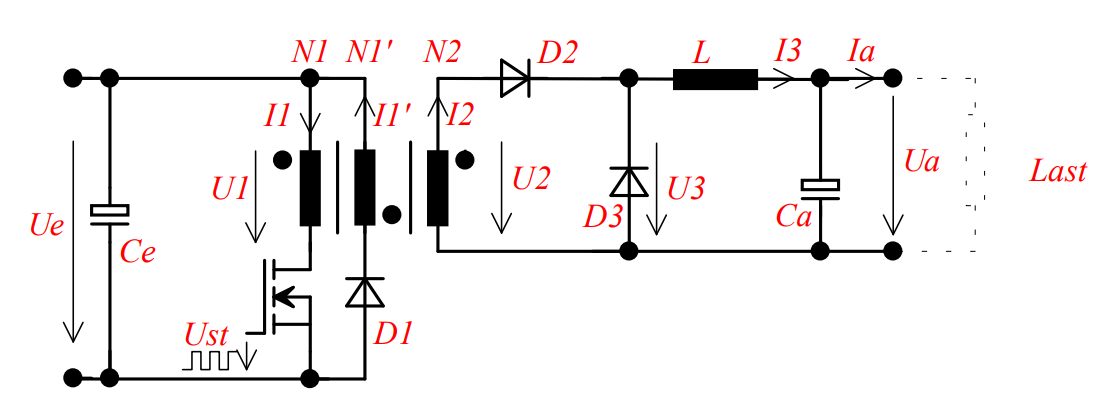 N1 N1' N2 D2 L I3 Ia
I1 I1' I2
U1 U2 U3 Ua Last
Ue Ce D3 Ca
Ust D1